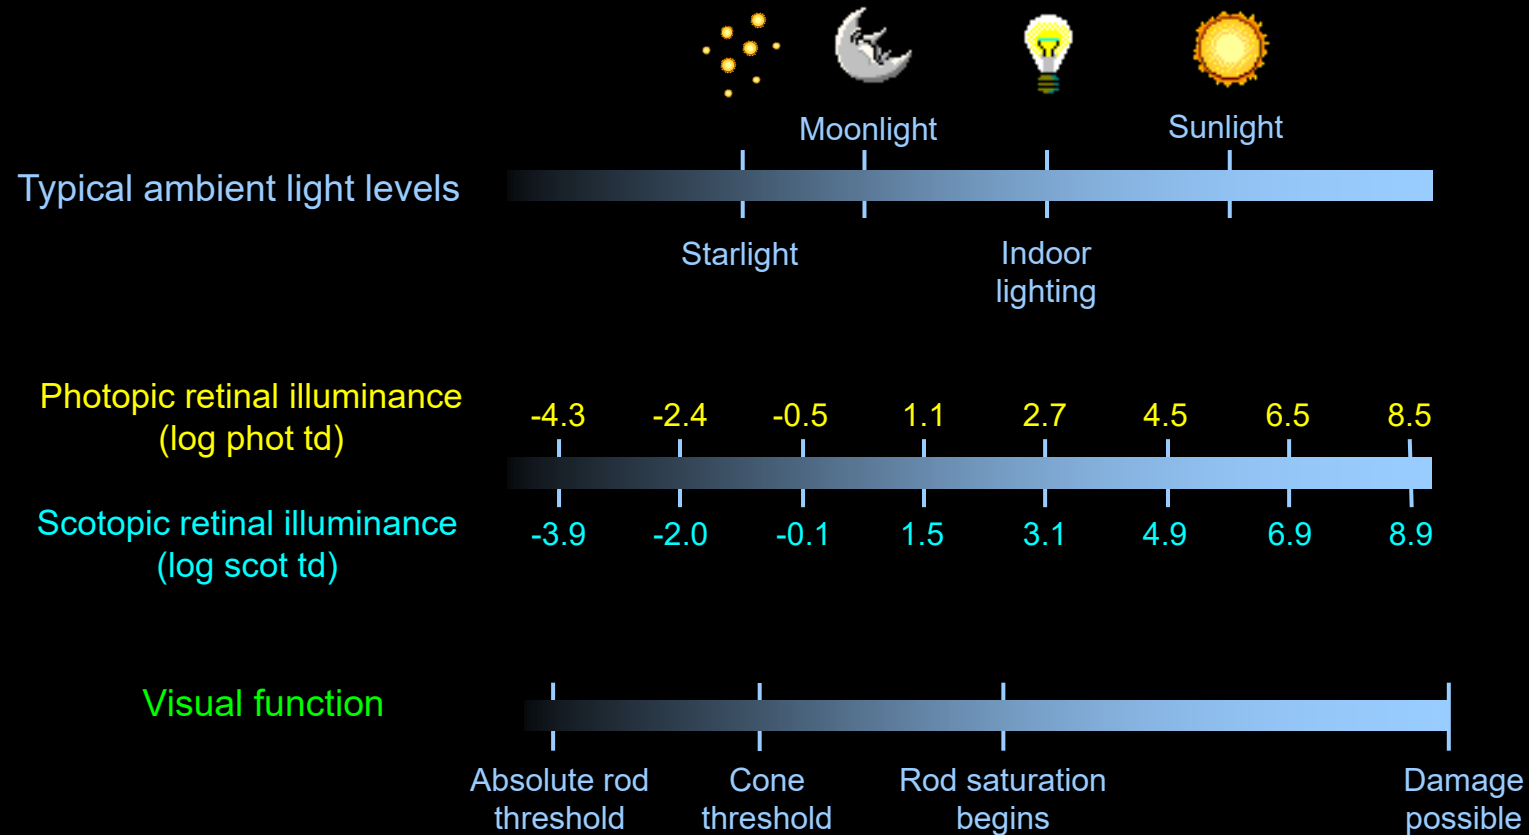 Moonlight
Sunlight
Typical ambient light levels
Starlight
Indoor
lighting
Photopic retinal illuminance
(log phot td)
-4.3 -2.4 -0.5 1.1 2.7 4.5 6.5 8.5
Scotopic retinal illuminance
(log scot td)
-3.9 -2.0 -0.1 1.5 3.1 4.9 6.9 8.9
Visual function
Absolute rod
threshold
Cone
threshold
Rod saturation
begins
Damage
possible